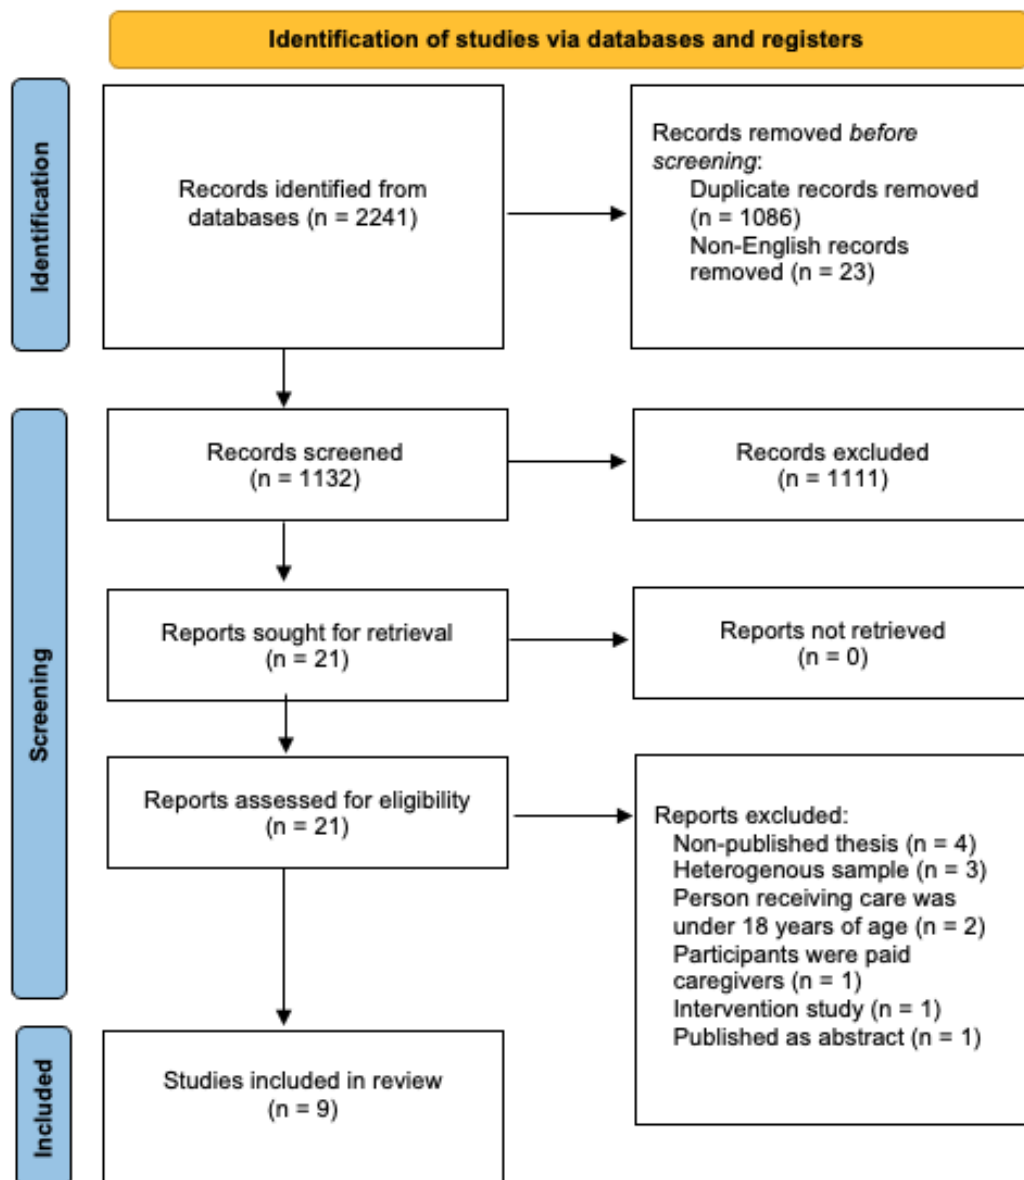 Identification of studies via databases and registers
Identification
Records identified from
databases (n = 2241)
Records removed before
screening:
Duplicate records removed
(n = 1086)
Non-English records
removed (n = 23)
Screening
Records screened
(n = 1132)
Records excluded
(n = 1111)
Reports sought for retrieval
(n = 21)
Reports not retrieved
(n = 0)
Reports assessed for eligibility
(n = 21)
Reports excluded:
Non-published thesis (n = 4)
Heterogenous sample (n = 3)
Person receiving care was
under 18 years of age (n = 2)
Participants were paid
caregivers (n = 1)
Intervention study (n = 1)
Published as abstract (n = 1)
Included
Studies included in review
(n = 9)